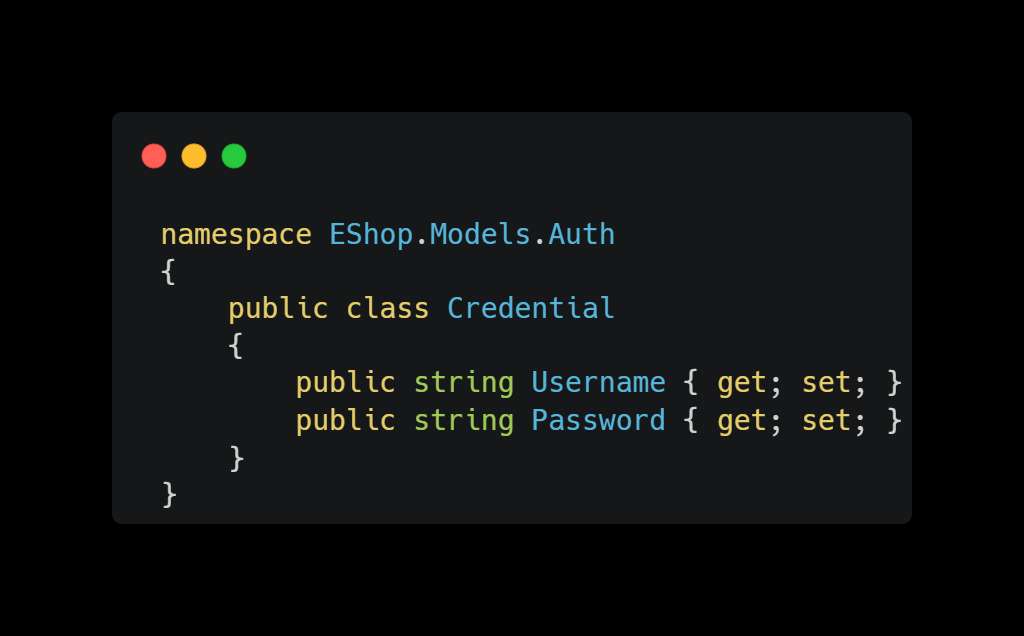 namespace EShop.Models.Auth
{
    public class Credential
    {
        public string Username { get; set; }
        public string Password { get; set; }
    }
}